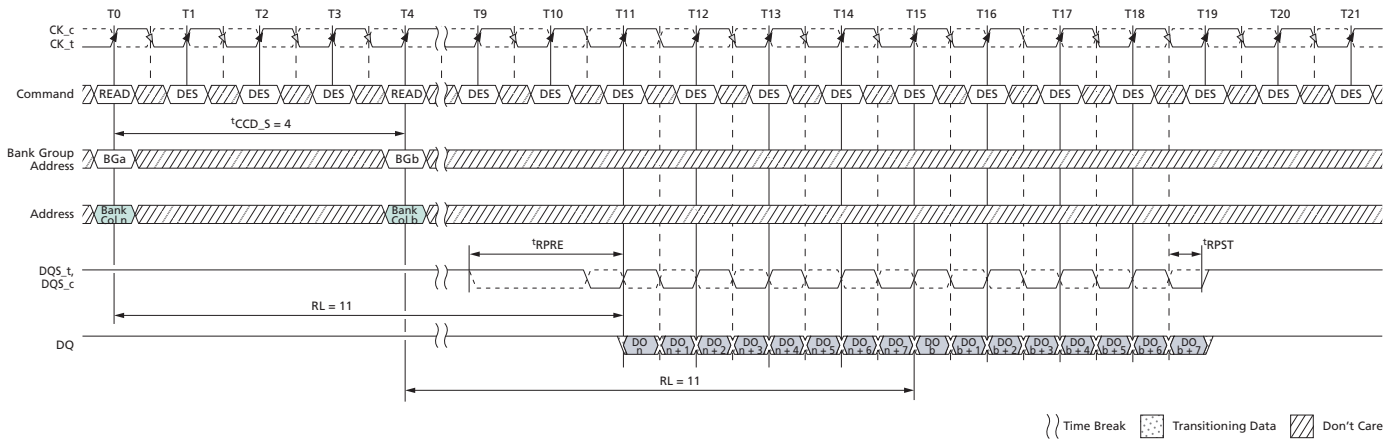 T0 T1 T2 T3 T4 T9 T10 T11 T12 T13 T14 T15 T16 T17 T18 T19 T20 T21
CK_c
CK_t
Command READ DES DES DES READ DES DES DES DES DES DES DES DES DES DES DES DES DES
tCCD_S = 4
Bank Group
Address
BGa BGb
Address
Bank
Col n
Bank
Col b
tRPRE tRPST
DQS_t,
DQS_c
RL = 11
DQ
DO
n
DO
n + 1
DO
n + 2
DO
n + 3
DO
n + 4
DO
n + 5
DO
n + 6
DO
n + 7
DO
b
DO
b + 1
DO
b + 2
DO
b + 3
DO
b + 4
DO
b + 5
DO
b + 6
DO
b + 7
RL = 11
Time Break Transitioning Data Don't Care